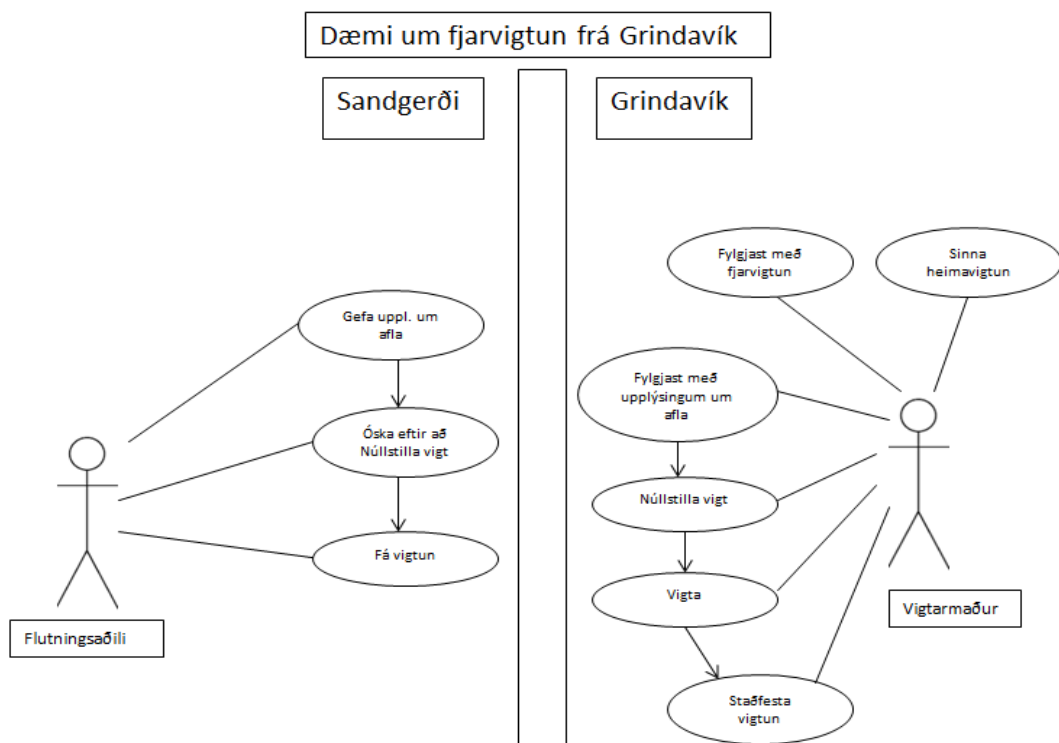 Dæmi um fjarvigtun frá Grindavík
Sandgerði
Grindavík
Gefa uppl. um
afla
Óska eftir að
Núllstilla vigt
Fá vigtun
Flutningsaðili
Fylgjast með
fjarvigtun
Sinna
heimavigtun
Fylgjast með
upplýsingum um
afla
Núllstilla vigt
Vigta
Staðfesta
vigtun
Vigtarmaður